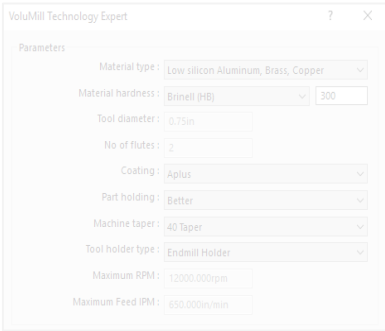 VoluMill Technology Expert ?
Parameters
Material type : Low silicon Aluminum, Brass, Copper
Material hardness : Brinell (HB) 300
Tool diameter : 0.75in
No of flutes : 2
Coating : Aplus
Part holding : Better
Machine taper : 40 Taper
Tool holder type : Endmill Holder
Maximum RPM : 12000.000rpm
Maximum Feed IPM : 650.000in/min